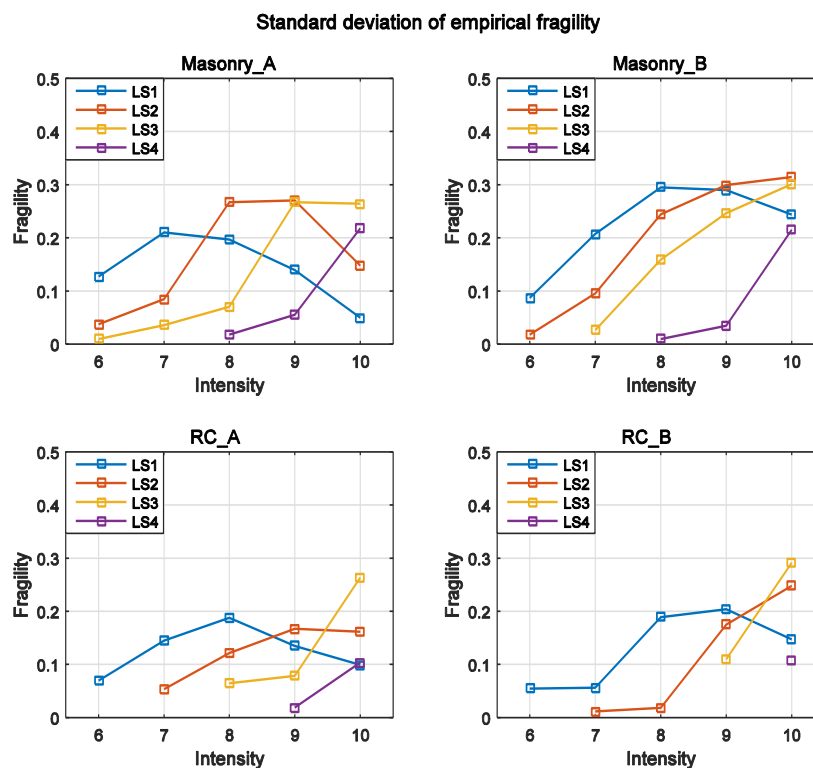 Standard deviation of empirical fragility
Masonry_A
0.5
0.4
0.3
0.2
0.1
0
Fragility
LS1
LS2
LS3
LS4
6 7 8 9 10
Intensity
Masonry_B
0.5
0.4
0.3
0.2
0.1
0
Fragility
LS1
LS2
LS3
LS4
6 7 8 9 10
Intensity
RC_A
0.5
0.4
0.3
0.2
0.1
0
Fragility
LS1
LS2
LS3
LS4
6 7 8 9 10
Intensity
RC_B
0.5
0.4
0.3
0.2
0.1
0
Fragility
LS1
LS2
LS3
LS4
6 7 8 9 10
Intensity